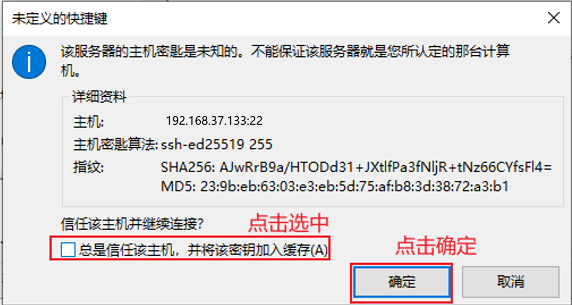 未定义的快捷键
该服务器的主机密匙是未知的。不能保证该服务器就是您所认定的那台计算
机。
详细资料
主机: 192.168.37.133:22
主机密匙算法: ssh-ed25519 255
指纹: SHA256: AJwRrB9a/HTODd31+JXtlfPa3fNljR+tNz66CYfsFl4=
MD5: 23:9b:eb:63:03:e3:eb:5d:75:af:b8:3d:38:72:a3:b1
信任该主机并继续连接?
点击选中
总是信任该主机，并将该密钥加入缓存(A)
点击确定
确定
取消